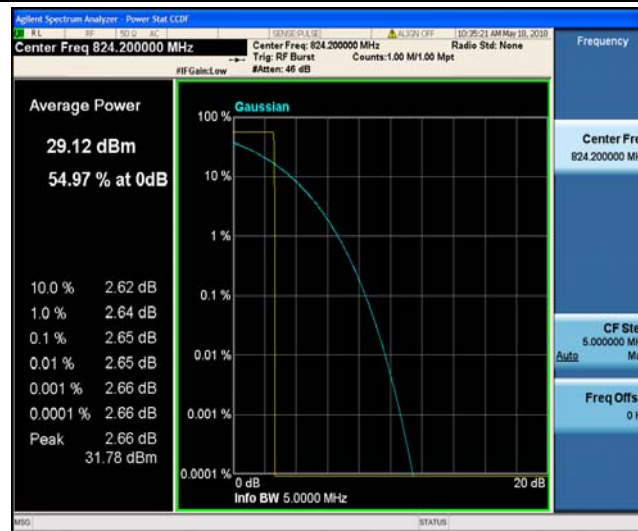 Agilent Spectrum Analyzer - Power Stat CCDF
RL RF 50 Ω AC SENSE:PULSE ALIGN OFF 10:35:21 AM May 18, 2018
Center Freq 824.200000 MHz
Center Freq: 824.200000 MHz Radio Std: None
Trig: RF Burst Counts:1.00 M/1.00 Mpt
#IFGain:Low #Atten: 46 dB
Frequency
Average Power
29.12 dBm
54.97 % at 0dB
10.0 % 2.62 dB
1.0 % 2.64 dB
0.1 % 2.65 dB
0.01 % 2.65 dB
0.001 % 2.66 dB
0.0001 % 2.66 dB
Peak 2.66 dB
31.78 dBm
Gaussian
100 %
10 %
1 %
0.1 %
0.01 %
0.001 %
0.0001 %
0 dB 20 dB
Info BW 5.0000 MHz
Center Fre
824.200000 MH
CF Ste
5.000000 MH
Auto Ma
Freq Offs
0 H
MSG STATUS